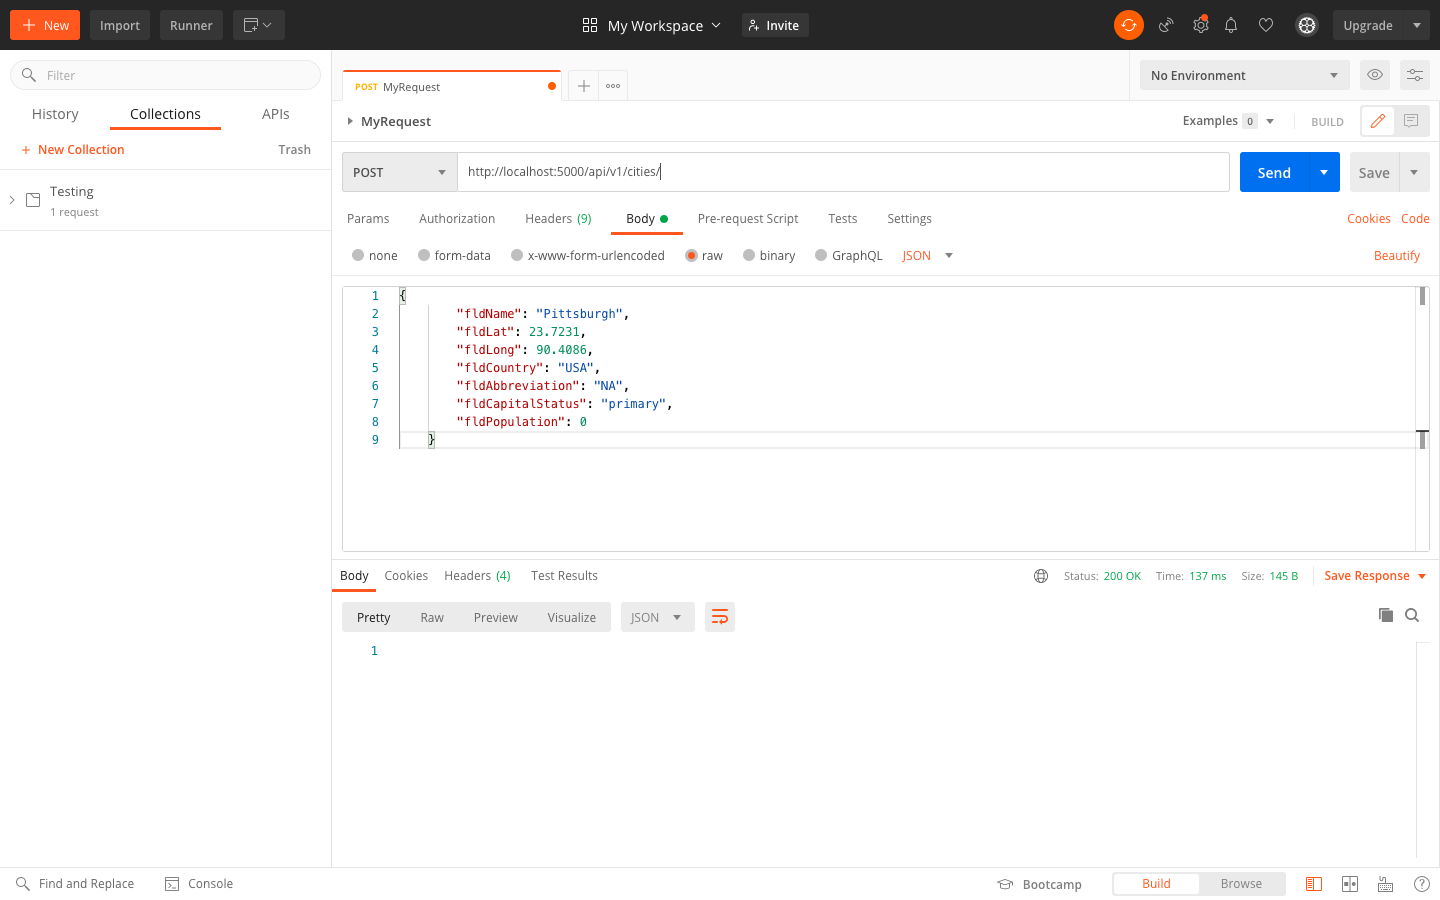 New Import Runner My Workspace Invite Upgrade
Filter
History Collections APIs
+ New Collection Trash
Testing
1 request
POST MyRequest
No Environment
MyRequest Examples 0 BUILD
POST http://localhost:5000/api/v1/cities/ Send Save
Params Authorization Headers (9) Body Pre-request Script Tests Settings Cookies Code
none form-data x-www-form-urlencoded raw binary GraphQL JSON Beautify
1 {
2 "fldName": "Pittsburgh",
3 "fldLat": 23.7231,
4 "fldLong": 90.4086,
5 "fldCountry": "USA",
6 "fldAbbreviation": "NA",
7 "fldCapitalStatus": "primary",
8 "fldPopulation": 0
9 }
Body Cookies Headers (4) Test Results Status: 200 OK Time: 137 ms Size: 145 B Save Response
Pretty Raw Preview Visualize JSON
1
Find and Replace Console Bootcamp Build Browse